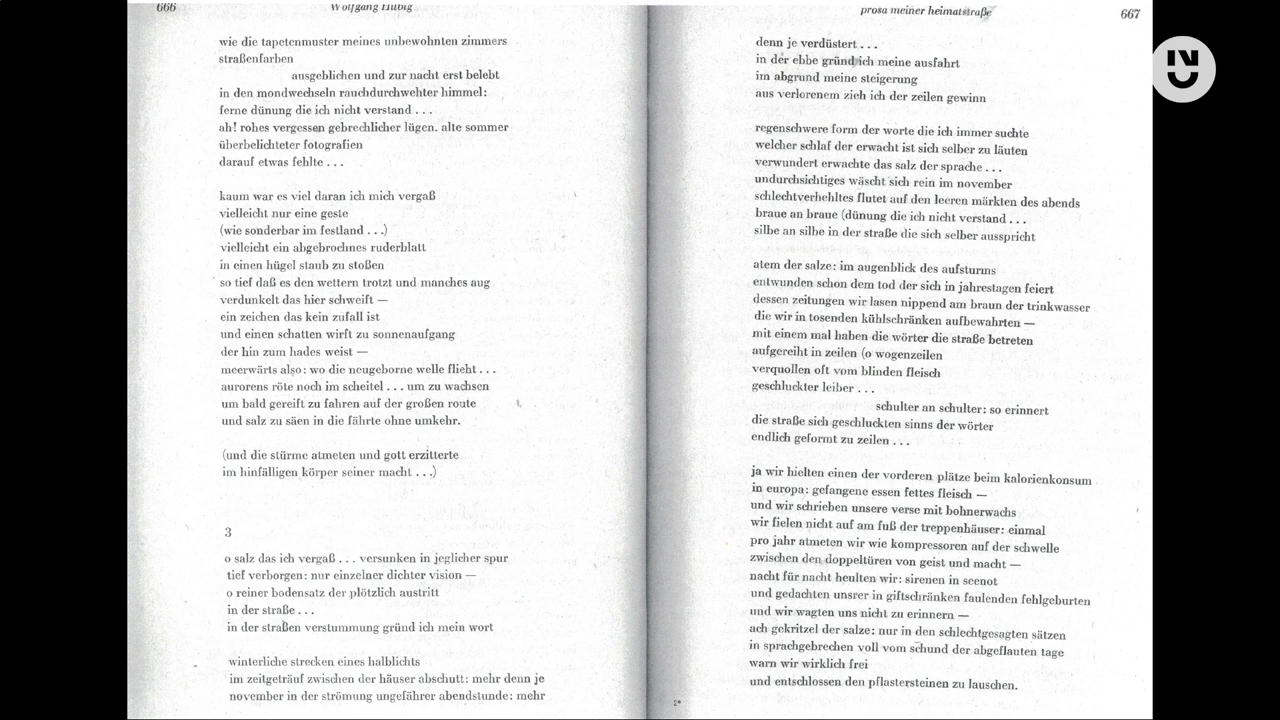 666
Wolfgang Hilbig
wie die tapetenmuster meines unbewohnten zimmers
straßenfarben
ausgeblichen und zur nacht erst belebt
in den mondwechseln rauchdurchwehter himmel:
ferne dünung die ich nicht verstand . . .
ah! rohes vergessen gebrechlicher lügen. alte sommer
überbelichteter fotografien
darauf etwas fehlte . . .
kaum war es viel daran ich mich vergaß
vielleicht nur eine geste
(wie sonderbar im festland . . .)
vielleicht ein abgebrochnes ruderblatt
in einen hügel staub zu stoßen
so tief daß es den wettern trotzt und manches aug
verdunkelt das hier schweift —
ein zeichen das kein zufall ist
und einen schatten wirft zu sonnenaufgang
der hin zum hades weist —
meerwärts also: wo die neugeborne welle flieht . . .
aurorens röte noch im scheitel . . . um zu wachsen
um bald gereift zu fahren auf der großen route
und salz zu säen in die fährte ohne umkehr.
(und die stürme atmeten und gott erzitterte
im hinfälligen körper seiner macht . . .)
3
o salz das ich vergaß . . . versunken in jeglicher spur
tief verborgen: nur einzelner dichter vision —
o reiner bodensatz der plötzlich austritt
in der straße . . .
in der straßen verstummung gründ ich mein wort
winterliche strecken eines halblichts
im zeilgeträuf zwischen der häuser abschutt: mehr denn je
november in der strömung ungefährer abendstunde: mehr
prosa meiner heimatstraße
667
denn je verdüstert . . .
in der ebbe gründ ich meine ausfahrt
im abgrund meine steigerung
aus verlorenem zieh ich der zeilen gewinn
regenschwere form der worte die ich immer suchte
welcher schlaf der erwacht ist sich selber zu läuten
verwundert erwachte das salz der sprache . . .
undurchsichtiges wäscht sich rein im november
schlechtverhehltes flutet auf den leeren märkten des abends
braue an braue (dünung die ich nicht verstand . . .
silbe an silbe in der straße die sich selber ausspricht
atem der salze: im augenblick des aufsturms
entwunden schon dem tod der sich in jahrestagen feiert
dessen zeitungen wir lasen nippend am braun der trinkwasser
die wir in tosenden kühlschränken aufbewahrten —
mit einem mal haben die wörter die straße betreten
aufgereiht in zeilen (o wogenzeilen
verquollen oft vom blinden fleisch
geschluckter leiber . . .
schulter an schulter: so erinnert
die straße sich geschluckten sinns der wörter
endlich geformt zu zeilen . . .
ja wir hielten einen der vorderen plätze beim kalorienkonsum
in europa: gefangene essen fettes fleisch —
und wir schrieben unsere verse mit bohnerwachs
wir fielen nicht auf am fuß der treppenhäuser: einmal
pro jahr atmeten wir wie kompressoren auf der schwelle
zwischen den doppeltüren von geist und macht —
nacht für nacht heulten wir: sirenen in seenot
und gedachten unsrer in giftschränken faulenden fehlgeburten
und wir wagten uns nicht zu erinnern —
ach gekritzel der salze: nur in den schlechtgesagten sätzen
in sprachgebrechen voll vom schund der abgeflauten tage
warn wir wirklich frei
und entschlossen den pflastersteinen zu lauschen.
2*